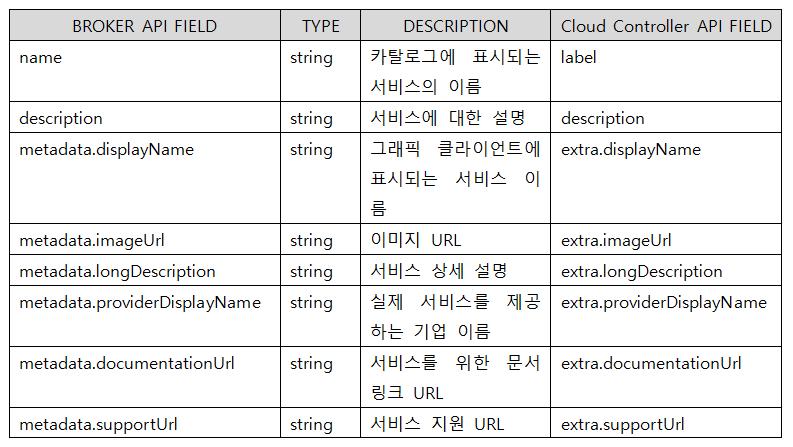 BROKER API FIELD TYPE DESCRIPTION Cloud Controller API FIELD
name string 카탈로그에 표시되는 label
서비스의 이름
description string 서비스에 대한 설명 description
metadata.displayName string 그래픽 클라이언트에 extra.displayName
표시되는 서비스 이
름
metadata.imageUrl string 이미지 URL extra.imageUrl
metadata.longDescription string 서비스 상세 설명 extra.longDescription
metadata.providerDisplayName string 실제 서비스를 제공 extra.providerDisplayName
하는 기업 이름
metadata.documentationUrl string 서비스를 위한 문서 extra.documentationUrl
링크 URL
metadata.supportUrl string 서비스 지원 URL extra.supportUrl